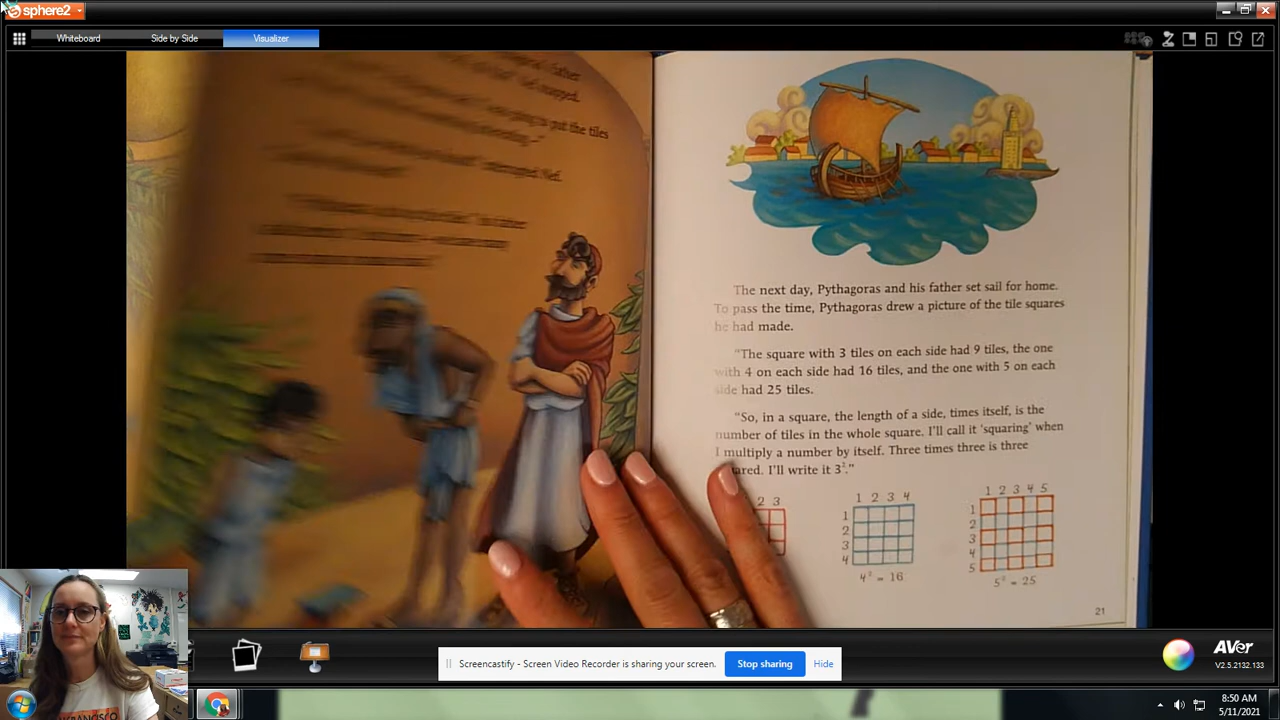 sphere2
Whiteboard
Side by Side
Visualizer
father
put the tiles
interrupted Nef.
The next day, Pythagoras and his father set sail for home.
To pass the time, Pythagoras drew a picture of the tile squares
he had made.
"The square with 3 tiles on each side had 9 tiles, the one
with 4 on each side had 16 tiles, and the one with 5 on each
side had 25 tiles.
"So, in a square, the length of a side, times itself, is the
number of tiles in the whole square. I'll call it 'squaring' when
I multiply a number by itself. Three times three is three
I'll write it 3²."
2 3
1 2 3 4
1 2 3 4 5
1
2
3
4
1
2
3
4
5
4² = 16
5² = 25
21
Screencastify - Screen Video Recorder is sharing your screen.
Stop sharing
Hide
AVer
V2.5.2132.133
8:50 AM
5/11/2021